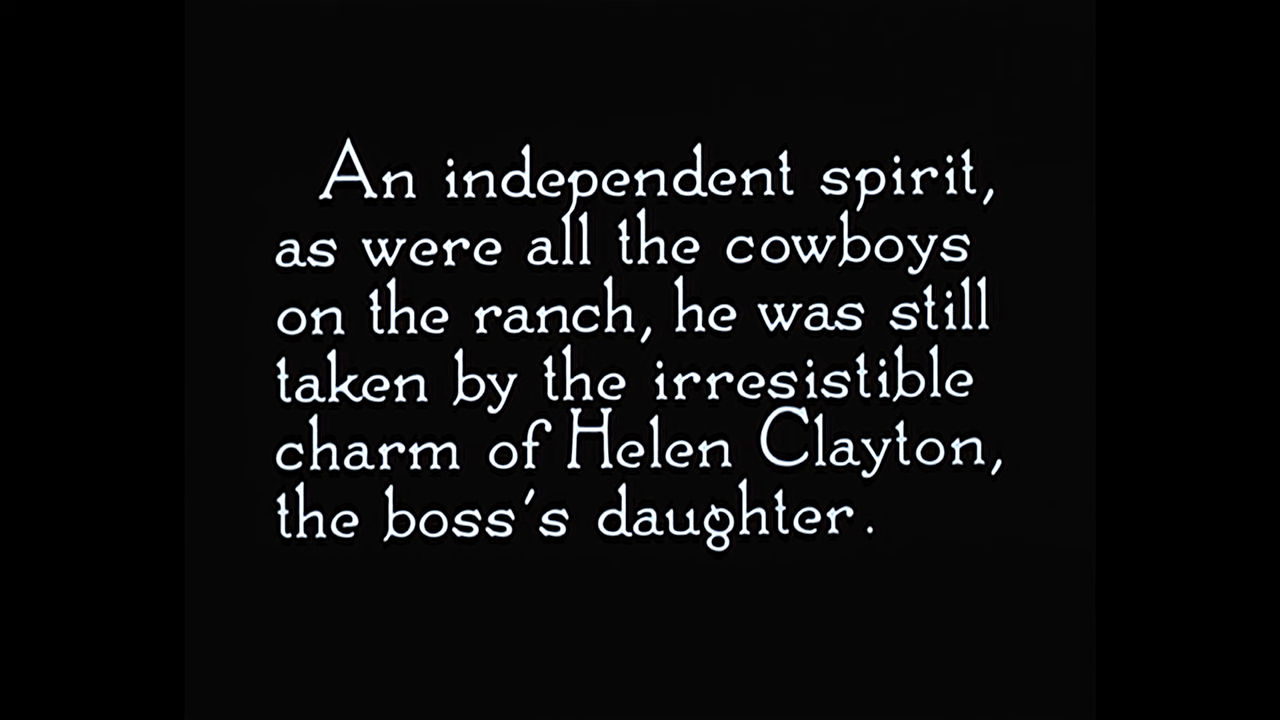 An independent spirit,
as were all the cowboys
on the ranch, he was still
taken by the irresistible
charm of Helen Clayton,
the boss's daughter.